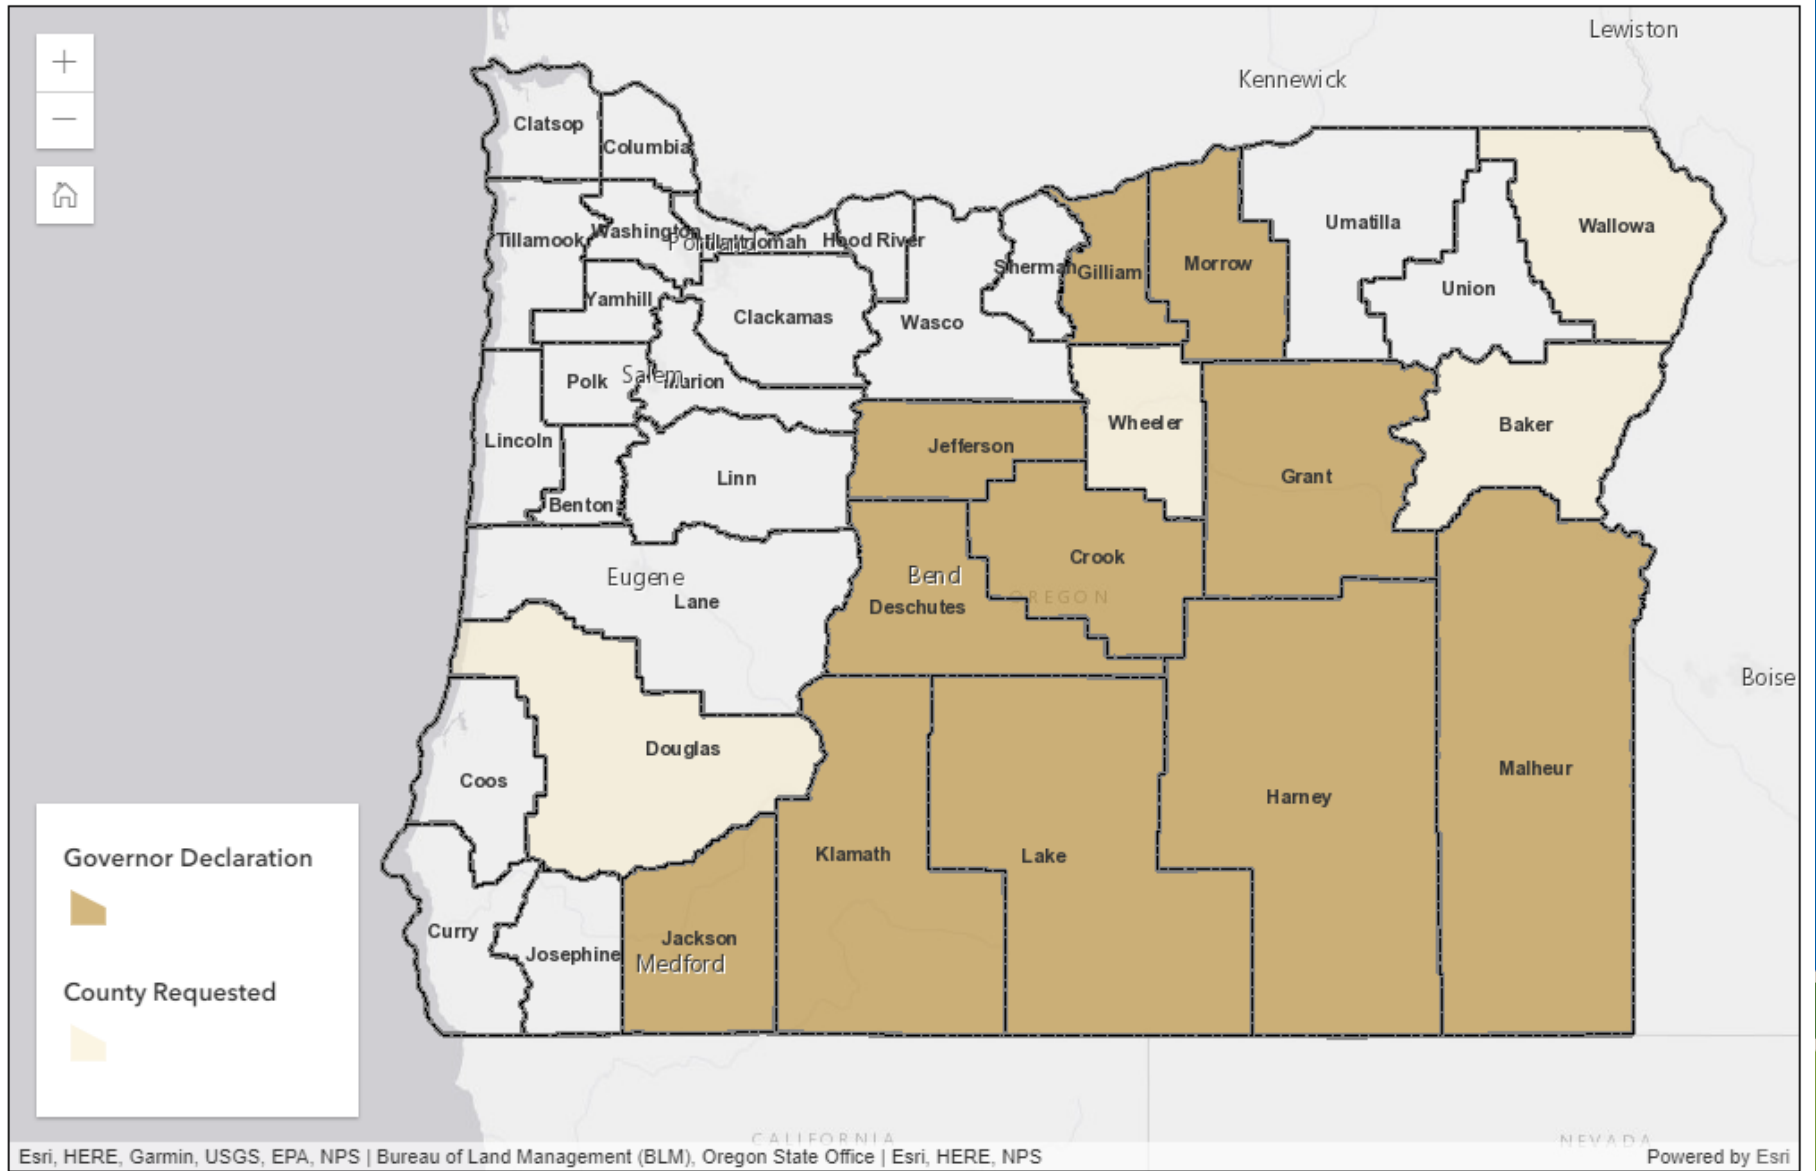 Lewiston
Kennewick
+
−
Clatsop
Columbia
Umatilla
Wallowa
Tillamook
Washington
Hood River
Sherman
Gilliam
Morrow
Union
Yamhill
Clackamas
Wasco
Polk
Salem
Marion
Wheeler
Baker
Lincoln
Jefferson
Linn
Grant
Benton
Crook
Eugene
Bend
Lane
Deschutes
OREGON
Boise
Douglas
Coos
Malheur
Harney
Klamath
Lake
Curry
Jackson
Josephine
Medford
Governor Declaration
County Requested
CALIFORNIA
NEVADA
Esri, HERE, Garmin, USGS, EPA, NPS | Bureau of Land Management (BLM), Oregon State Office | Esri, HERE, NPS
Powered by Esri